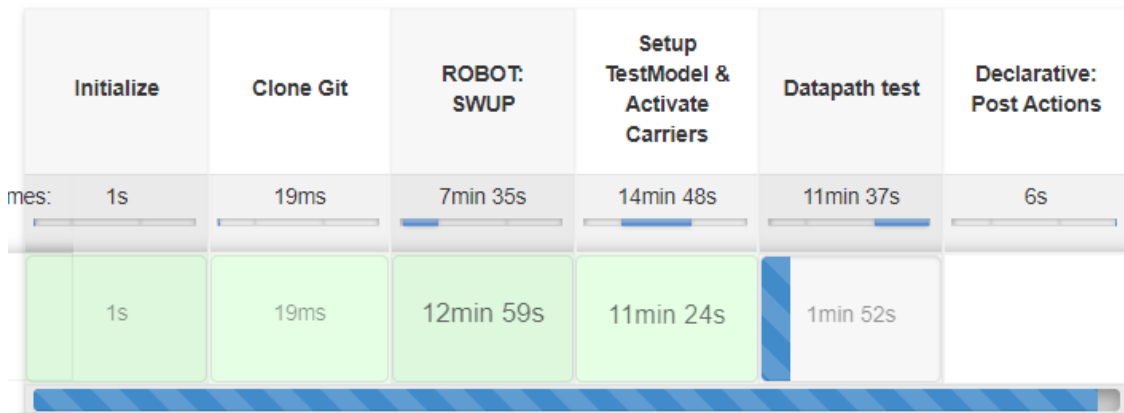 Initialize
Clone Git
ROBOT:
SWUP
Setup
TestModel &
Activate
Carriers
Datapath test
Declarative:
Post Actions
mes: 1s 19ms 7min 35s 14min 48s 11min 37s 6s
1s 19ms 12min 59s 11min 24s 1min 52s